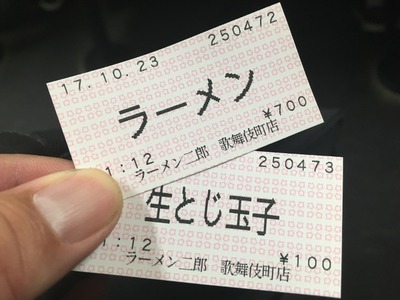 17.10.23 250472
ラーメン
¥700
1:12 ラーメン二郎 歌舞伎町店
250473
生とじ玉子
1:12 ¥100
ラーメン二郎 歌舞伎町店